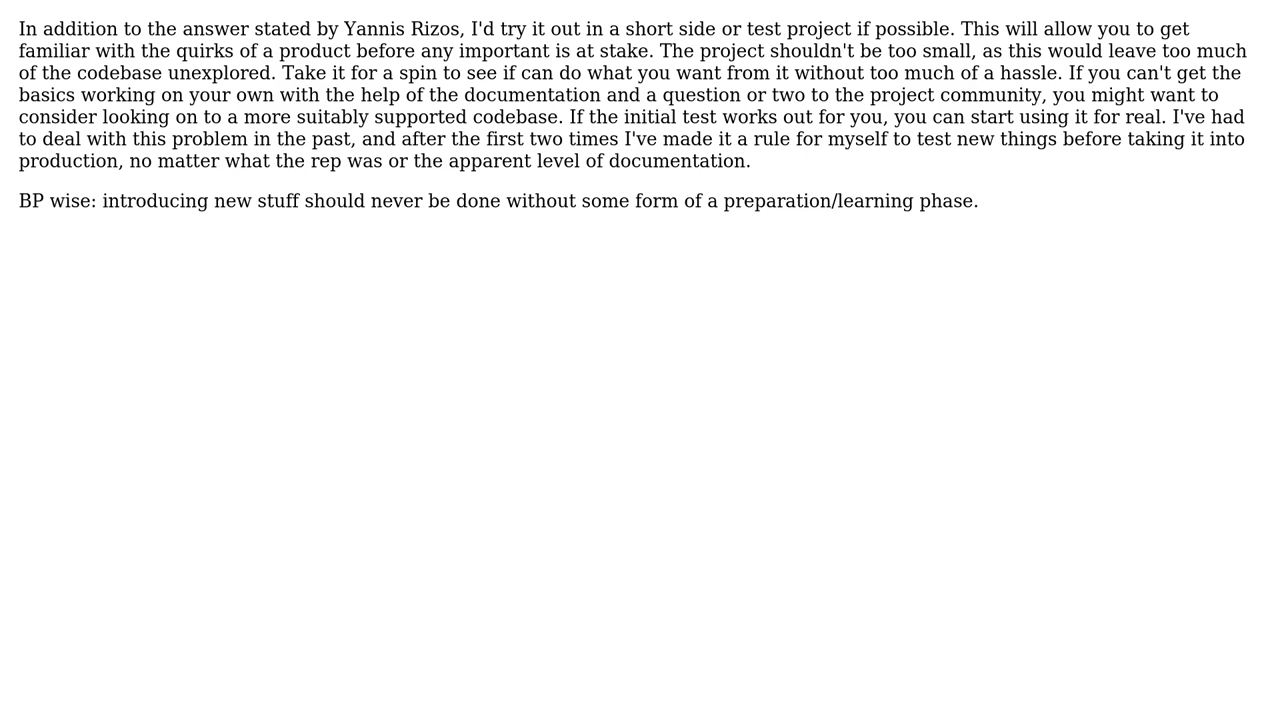 In addition to the answer stated by Yannis Rizos, I'd try it out in a short side or test project if possible. This will allow you to get
familiar with the quirks of a product before any important is at stake. The project shouldn't be too small, as this would leave too much
of the codebase unexplored. Take it for a spin to see if can do what you want from it without too much of a hassle. If you can't get the
basics working on your own with the help of the documentation and a question or two to the project community, you might want to
consider looking on to a more suitably supported codebase. If the initial test works out for you, you can start using it for real. I've had
to deal with this problem in the past, and after the first two times I've made it a rule for myself to test new things before taking it into
production, no matter what the rep was or the apparent level of documentation.
BP wise: introducing new stuff should never be done without some form of a preparation/learning phase.